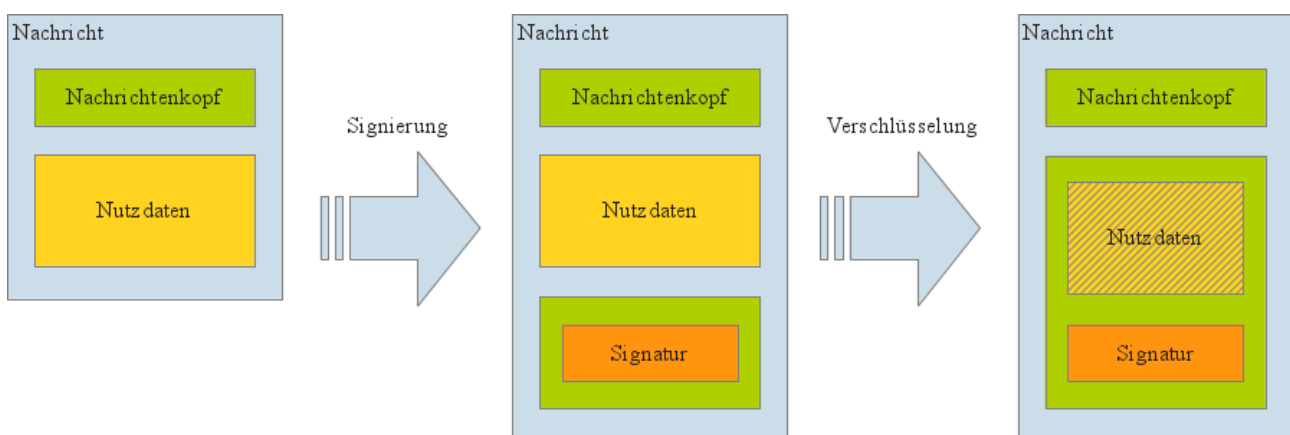 Nachricht
Nachrichtenkopf
Nutzdaten
Signierung
Nachricht
Nachrichtenkopf
Nutzdaten
Signatur
Verschlüsselung
Nachricht
Nachrichtenkopf
Nutzdaten
Signatur